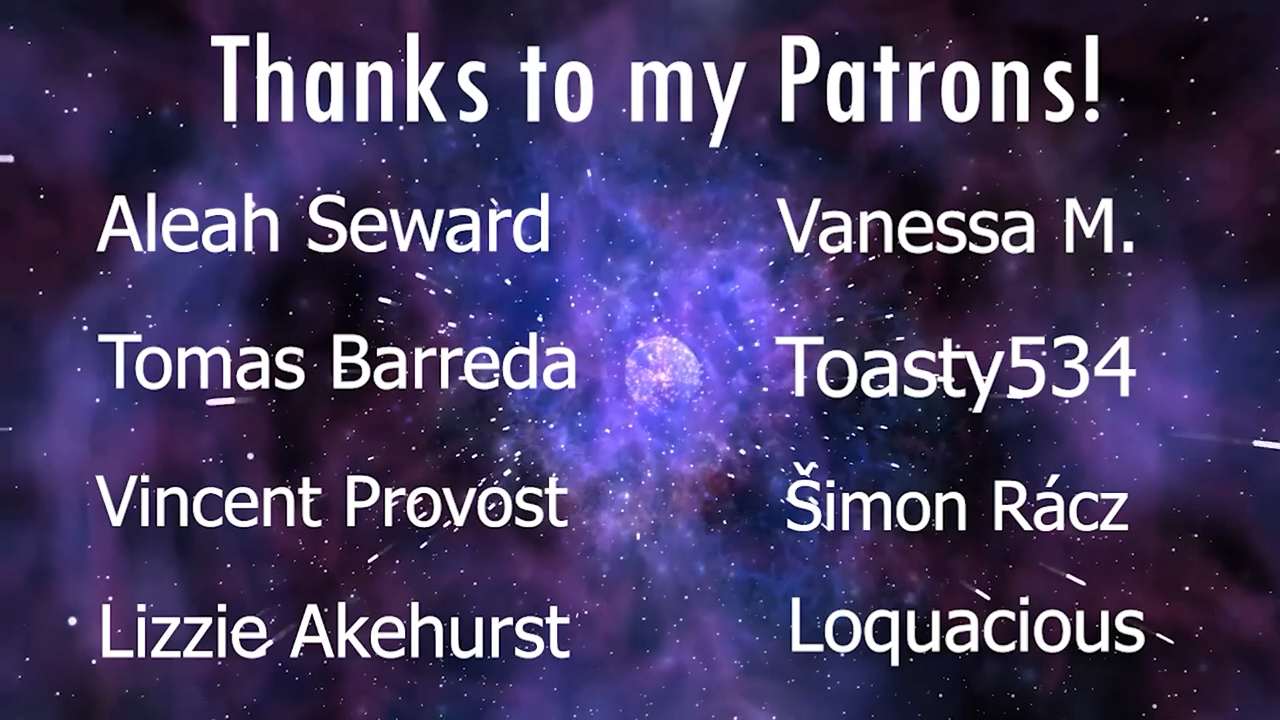 Thanks to my Patrons!
Aleah Seward
Vanessa M.
Tomas Barreda
Toasty534
Vincent Provost
Šimon Rácz
Lizzie Akehurst
Loquacious